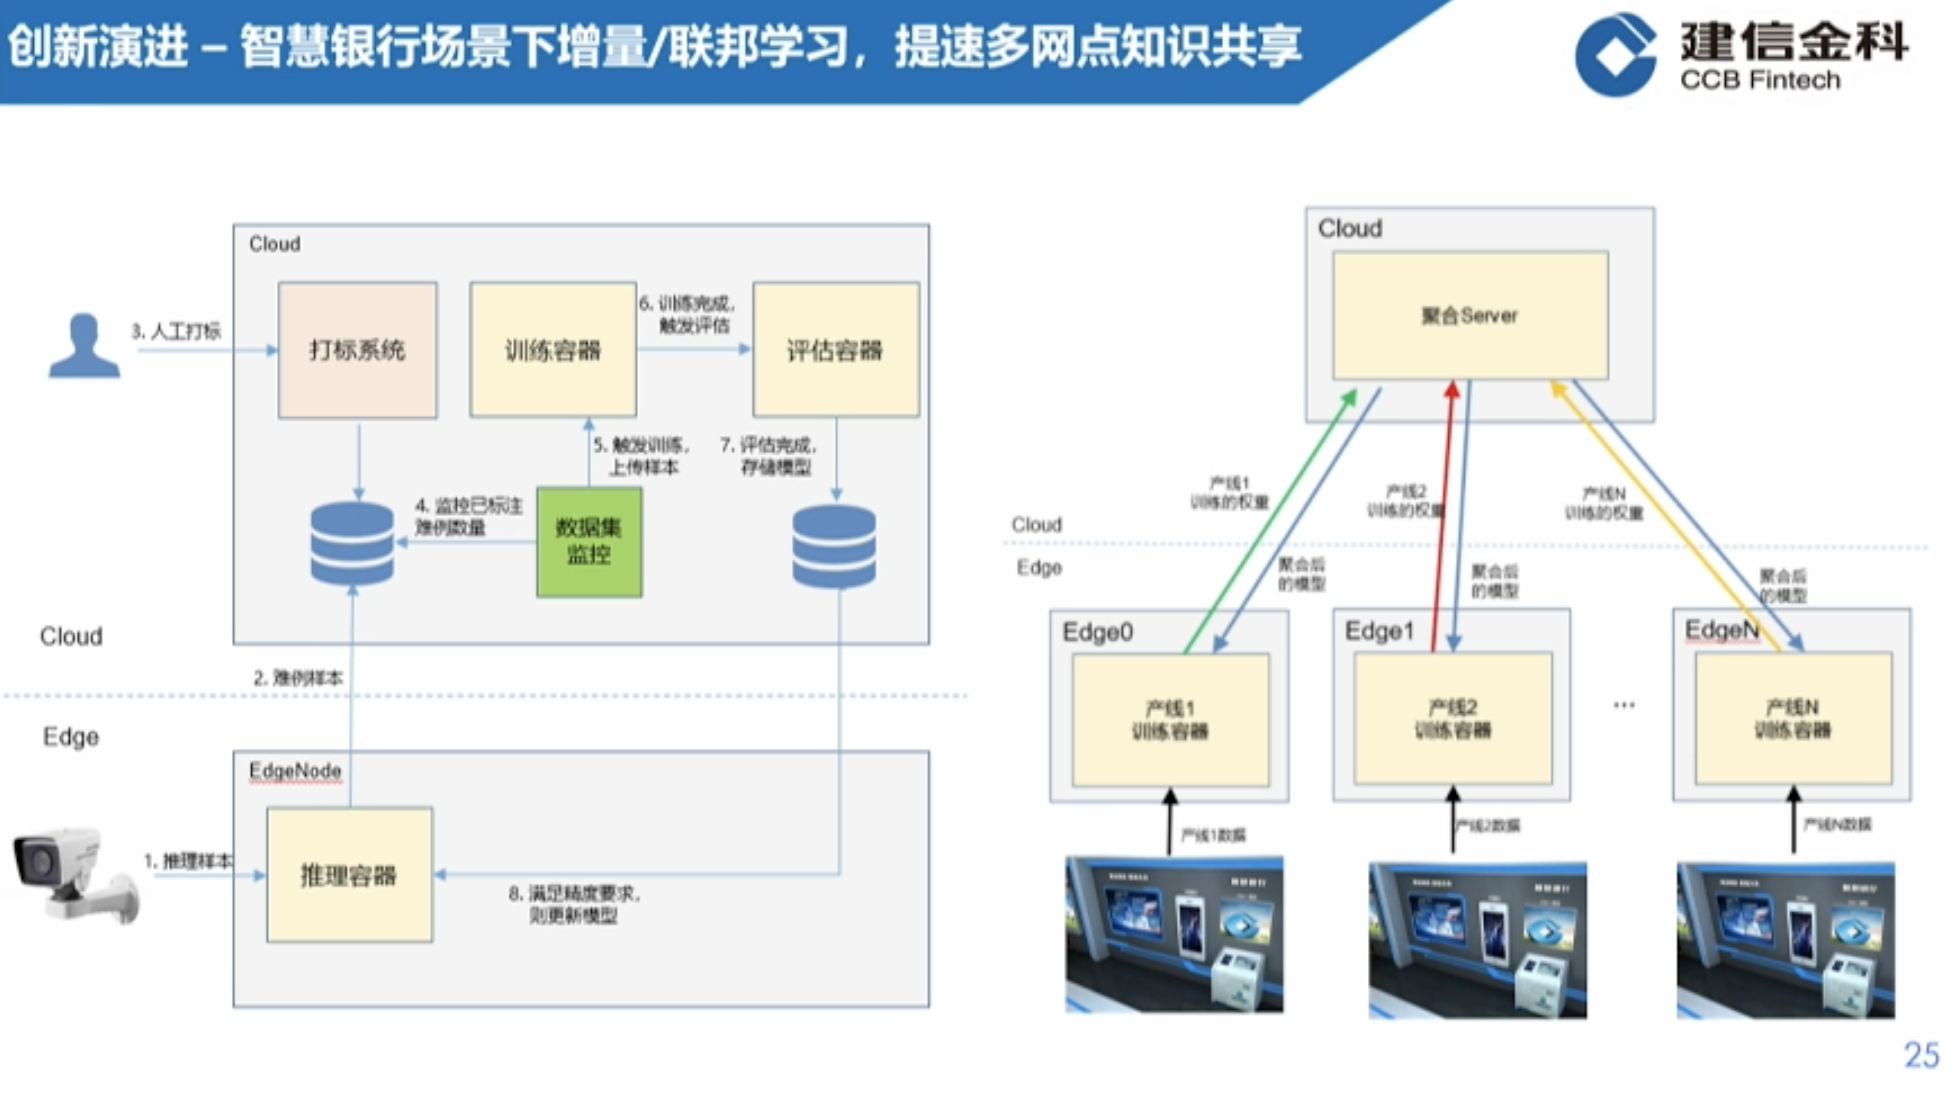 创新演进 – 智慧银行场景下增量/联邦学习，提速多网点知识共享
建信金科
CCB Fintech
Cloud
3. 人工打标
打标系统
训练容器
6. 训练完成，
触发评估
评估容器
5. 触发训练，
上传样本
7. 评估完成，
存储模型
4. 监控已标注
难例数量
数据集
监控
Cloud
2. 难例样本
Edge
EdgeNode
1. 推理样本
推理容器
8. 满足精度要求，
则更新模型
Cloud
聚合Server
产线1
训练的权重
产线2
训练的权重
产线N
训练的权重
Cloud
Edge
聚合后
的模型
聚合后
的模型
聚合后
的模型
Edge0
产线1
训练容器
Edge1
产线2
训练容器
...
EdgeN
产线N
训练容器
产线1数据
产线2数据
产线N数据
25